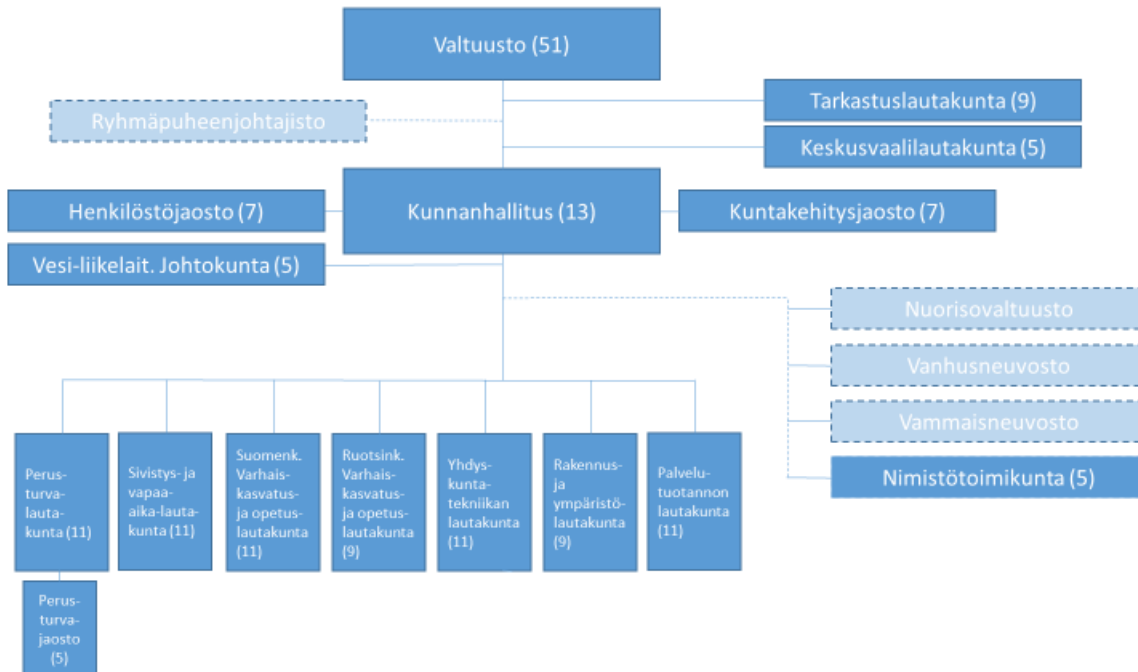 Valtuusto (51)
Ryhmäpuheenjohtajisto
Tarkastuslautakunta (9)
Keskusvaalilautakunta (5)
Henkilöstöjaosto (7)
Kunnanhallitus (13)
Kuntakehitysjaosto (7)
Vesi-liikelait. Johtokunta (5)
Nuorisovaltuusto
Vanhusneuvosto
Vammaisneuvosto
Nimistötoimikunta (5)
Perus-
turva-
lauta-
kunta (11)
Sivistys- ja
vapaa-
aika-lauta-
kunta (11)
Suomenk.
Varhais-
kasvatus-
ja opetus-
lautakunta
(11)
Ruotsink.
Varhais-
kasvatus-
ja opetus-
lautakunta
(9)
Yhdys-
kunta-
tekniikan
lautakunta
(11)
Rakennus-
ja
ympäristö-
lautakunta
(9)
Palvelu-
tuotannon
lautakunta
(11)
Perus-
turva-
jaosto
(5)